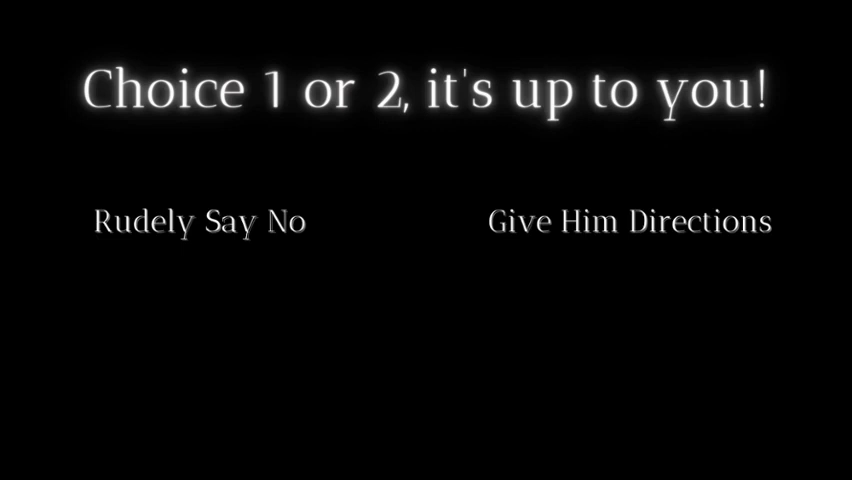 Choice 1 or 2, it's up to you!
Rudely Say No
Give Him Directions